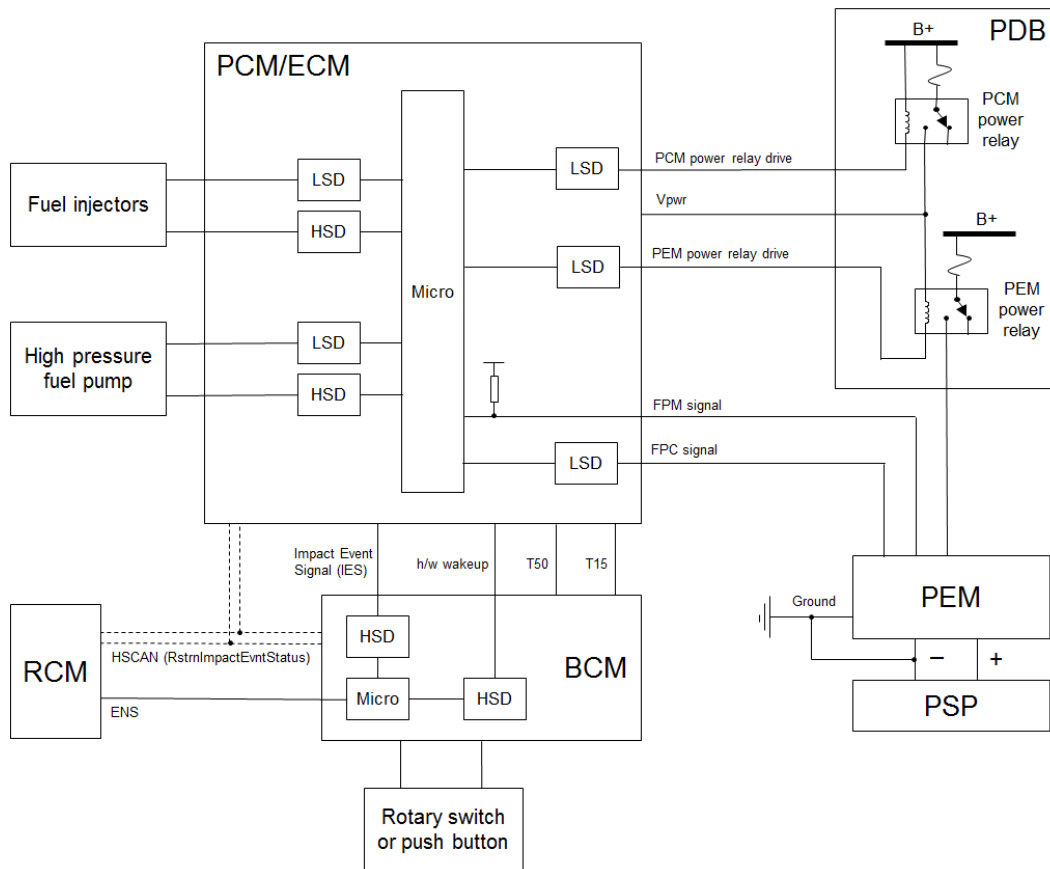 PCM/ECM
PDB
B+
PCM
power
relay
LSD
LSD
PCM power relay drive
Fuel injectors
HSD
Vpwr
B+
LSD
PEM power relay drive
Micro
PEM
power
relay
High pressure
fuel pump
LSD
HSD
FPM signal
LSD
FPC signal
Impact Event
Signal (IES)
h/w wakeup
T50
T15
RCM
HSCAN (RstrnImpactEvntStatus)
ENS
HSD
BCM
Micro
HSD
Ground
PEM
−
+
PSP
Rotary switch
or push button